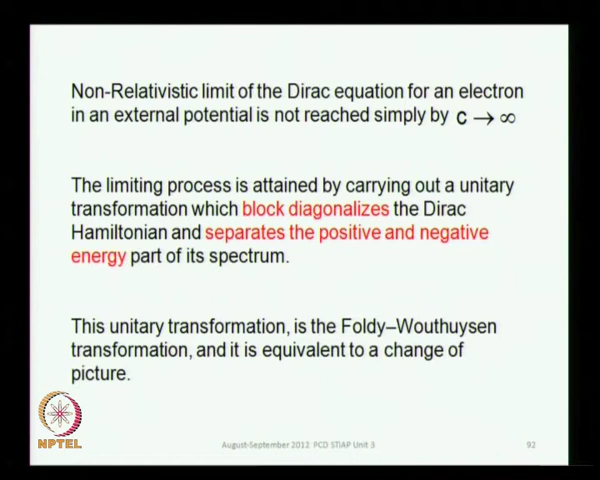 Non-Relativistic limit of the Dirac equation for an electron
in an external potential is not reached simply by c → ∞
The limiting process is attained by carrying out a unitary
transformation which block diagonalizes the Dirac
Hamiltonian and separates the positive and negative
energy part of its spectrum.
This unitary transformation, is the Foldy–Wouthuysen
transformation, and it is equivalent to a change of
picture.
NPTEL
August-September 2012 PCD STiAP Unit 3
92